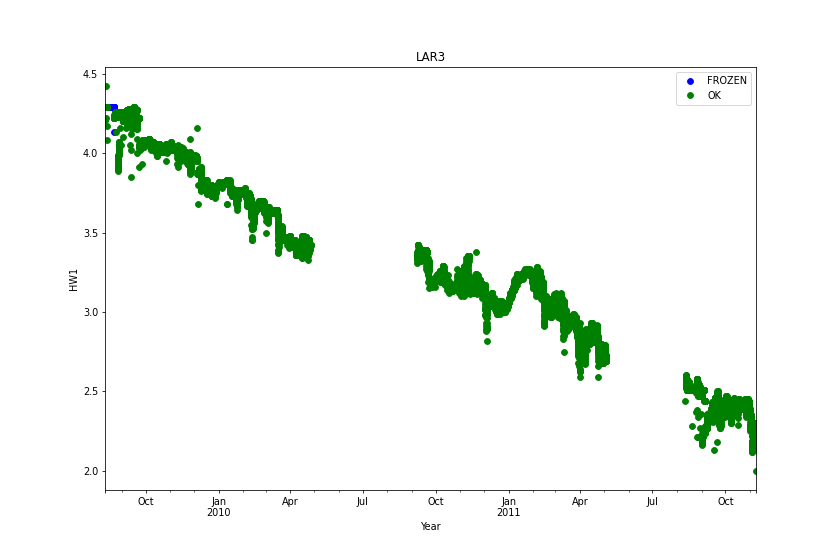 LAR3
FROZEN
OK
HW1
4.5
4.0
3.5
3.0
2.5
2.0
Oct
Jan
2010
Apr
Jul
Oct
Jan
2011
Apr
Jul
Oct
Year